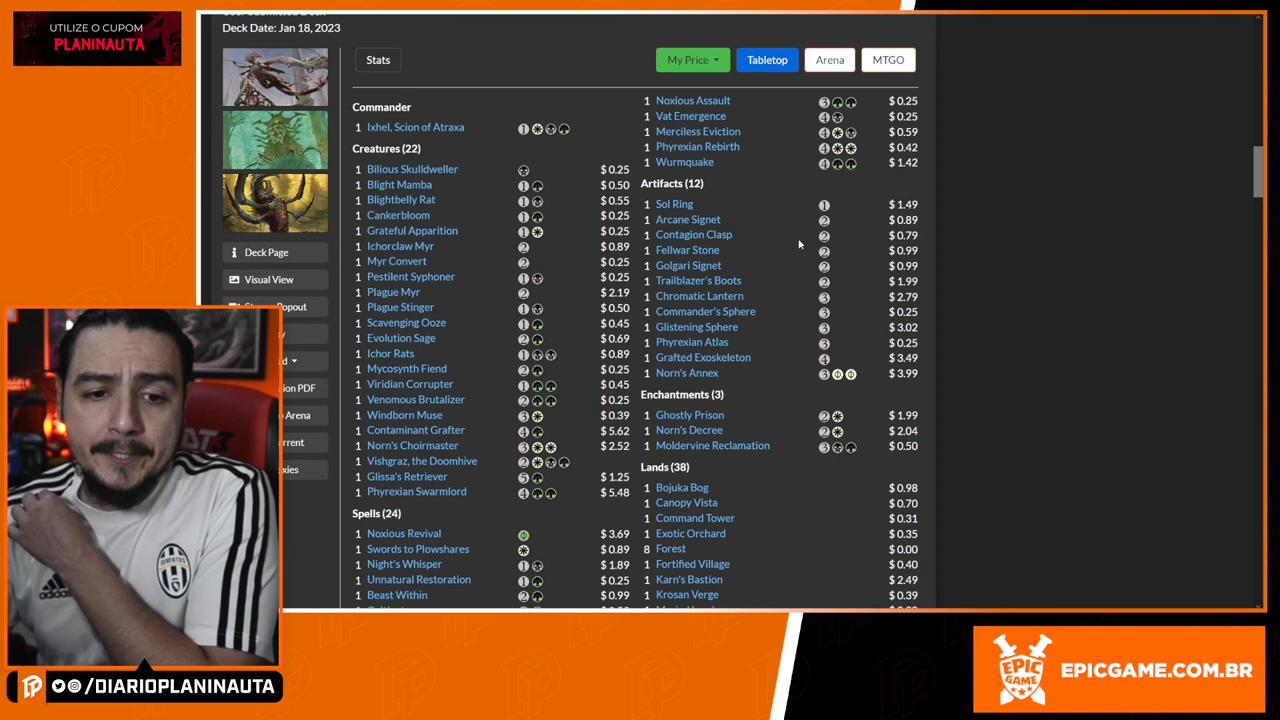 UTILIZE O CUPOM
PLANINAUTA
Deck Date: Jan 18, 2023
Stats
My Price
Tabletop
Arena
MTGO
Deck Page
Visual View
Popout
d
ion PDF
o Arena
rrent
xies
Commander
1 Ixhel, Scion of Atraxa
Creatures (22)
1 Bilious Skulldweller $ 0.25
1 Blight Mamba $ 0.50
1 Blightbelly Rat $ 0.55
1 Cankerbloom $ 0.25
1 Grateful Apparition $ 0.25
1 Ichorclaw Myr $ 0.89
1 Myr Convert $ 0.25
1 Pestilent Syphoner $ 0.25
1 Plague Myr $ 2.19
1 Plague Stinger $ 0.50
1 Scavenging Ooze $ 0.45
1 Evolution Sage $ 0.69
1 Ichor Rats $ 0.89
1 Mycosynth Fiend $ 0.25
1 Viridian Corrupter $ 0.45
1 Venomous Brutalizer $ 0.25
1 Windborn Muse $ 0.39
1 Contaminant Grafter $ 5.62
1 Norn's Choirmaster $ 2.52
1 Vishgraz, the Doomhive
1 Glissa's Retriever $ 1.25
1 Phyrexian Swarmlord $ 5.48
Spells (24)
1 Noxious Revival $ 3.69
1 Swords to Plowshares $ 0.89
1 Night's Whisper $ 1.89
1 Unnatural Restoration $ 0.25
1 Beast Within $ 0.99
1 Noxious Assault $ 0.25
1 Vat Emergence $ 0.25
1 Merciless Eviction $ 0.59
1 Phyrexian Rebirth $ 0.42
1 Wurmquake $ 1.42
Artifacts (12)
1 Sol Ring $ 1.49
1 Arcane Signet $ 0.89
1 Contagion Clasp $ 0.79
1 Fellwar Stone $ 0.99
1 Golgari Signet $ 0.99
1 Trailblazer's Boots $ 1.99
1 Chromatic Lantern $ 2.79
1 Commander's Sphere $ 0.25
1 Glistening Sphere $ 3.02
1 Phyrexian Atlas $ 0.25
1 Grafted Exoskeleton $ 3.49
1 Norn's Annex $ 3.99
Enchantments (3)
1 Ghostly Prison $ 1.99
1 Norn's Decree $ 2.04
1 Moldervine Reclamation $ 0.50
Lands (38)
1 Bojuka Bog $ 0.98
1 Canopy Vista $ 0.70
1 Command Tower $ 0.31
1 Exotic Orchard $ 0.35
8 Forest $ 0.00
1 Fortified Village $ 0.40
1 Karn's Bastion $ 2.49
1 Krosan Verge $ 0.39
/DIARIOPLANINAUTA
EPIC
GAME
EPICGAME.COM.BR